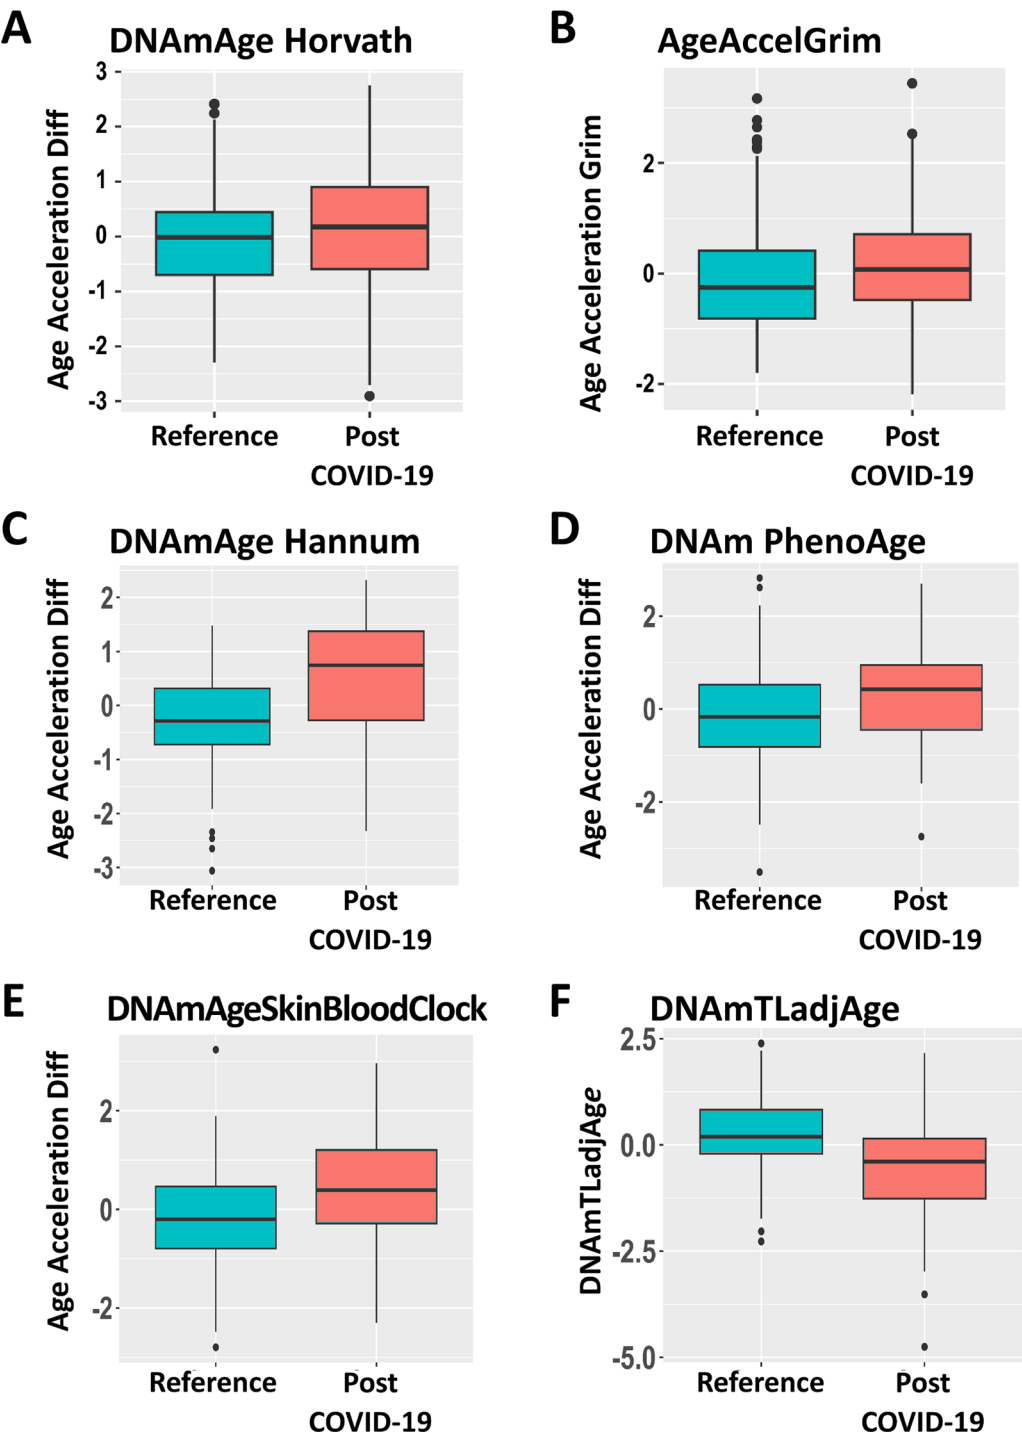 A
DNAmAge Horvath
Age Acceleration Diff
3
2
1
0
-1
-2
-3
Reference
Post
COVID-19
B
AgeAccelGrim
Age Acceleration Grim
2
0
-2
Reference
Post
COVID-19
C
DNAmAge Hannum
Age Acceleration Diff
2
1
0
-1
-2
-3
Reference
Post
COVID-19
D
DNAm PhenoAge
Age Acceleration Diff
2
0
-2
Reference
Post
COVID-19
E
DNAmAgeSkinBloodClock
Age Acceleration Diff
2
0
-2
Reference
Post
COVID-19
F
DNAmTLadjAge
DNAmTLadjAge
2.5
0.0
-2.5
-5.0
Reference
Post
COVID-19